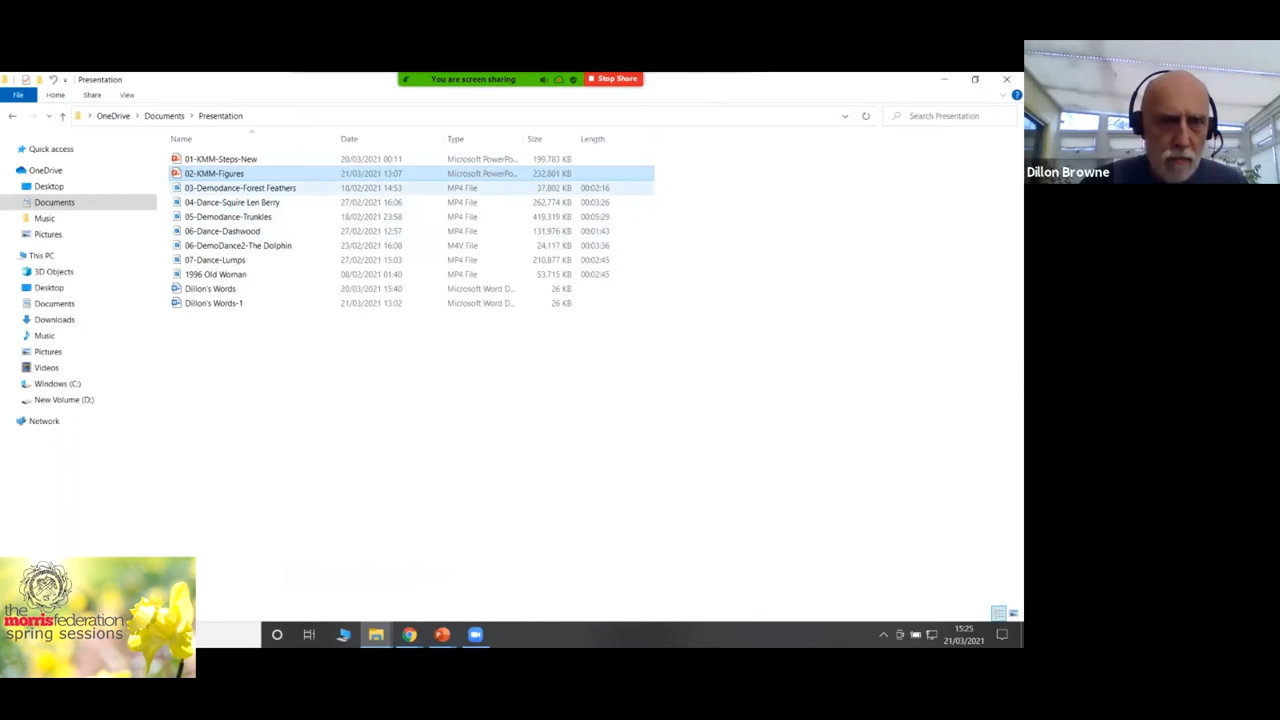 Presentation
You are screen sharing
Stop Share
File Home Share View
OneDrive Documents Presentation
Search Presentation
Name Date Type Size Length
01-KMM-Steps-New 20/03/2021 00:11 Microsoft PowerPo... 199,783 KB
02-KMM-Figures 21/03/2021 13:07 Microsoft PowerPo... 232,801 KB
03-Demodance-Forest Feathers 18/02/2021 14:53 MP4 File 37,802 KB 00:02:16
04-Dance-Squire Len Berry 27/02/2021 16:06 MP4 File 262,774 KB 00:03:26
05-Demodance-Trunkles 18/02/2021 23:58 MP4 File 419,319 KB 00:05:29
06-Dance-Dashwood 27/02/2021 12:57 MP4 File 131,976 KB 00:01:43
06-DemoDance2-The Dolphin 23/02/2021 16:08 M4V File 24,117 KB 00:03:36
07-Dance-Lumps 27/02/2021 15:03 MP4 File 210,877 KB 00:02:45
1996 Old Woman 08/02/2021 01:40 MP4 File 53,715 KB 00:02:45
Dillon's Words 20/03/2021 15:40 Microsoft Word D... 26 KB
Dillon's Words-1 21/03/2021 13:02 Microsoft Word D... 26 KB
Quick access
OneDrive
Desktop
Documents
Music
Pictures
This PC
3D Objects
Desktop
Documents
Downloads
Music
Pictures
Videos
Windows (C:)
New Volume (D:)
Network
Dillon Browne
the
morrisfederation
spring sessions
15:25
21/03/2021